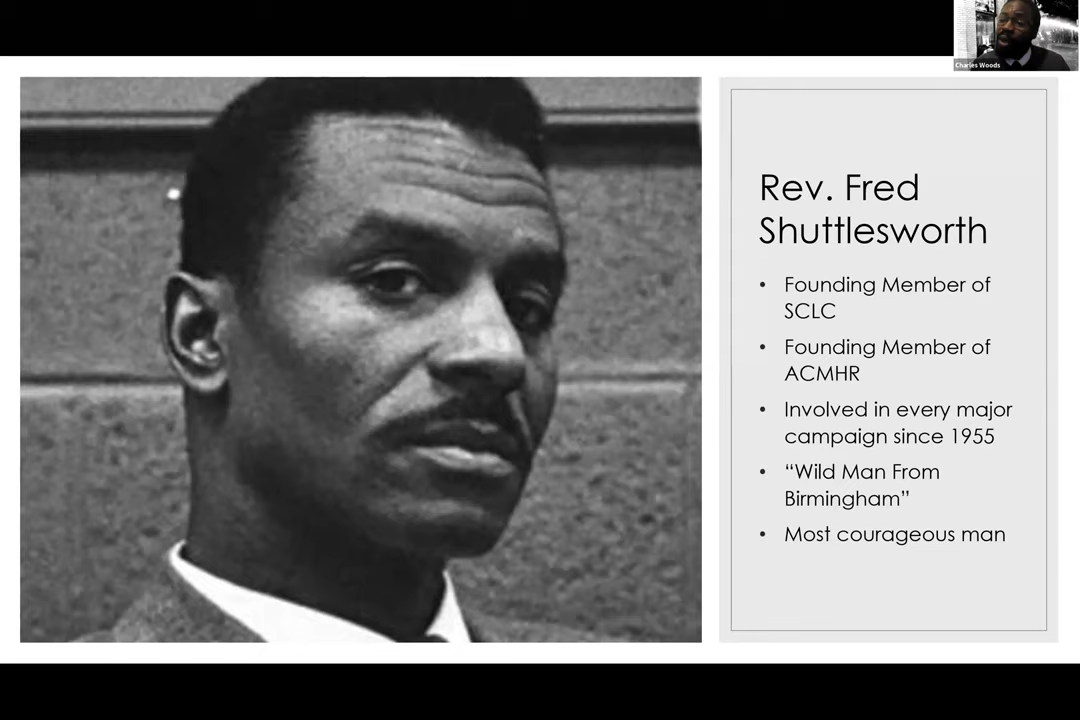 Charles Woods
Rev. Fred
Shuttlesworth
• Founding Member of
SCLC
• Founding Member of
ACMHR
• Involved in every major
campaign since 1955
• “Wild Man From
Birmingham”
• Most courageous man